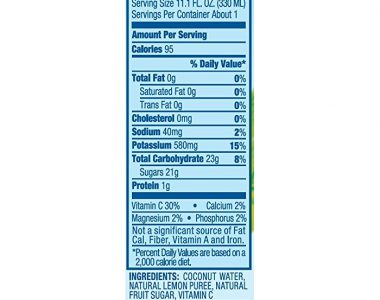 Serving Size 11.1 FL. OZ. (330 ML)
Servings Per Container About 1
Amount Per Serving
Calories 95
% Daily Value*
Total Fat 0g 0%
Saturated Fat 0g 0%
Trans Fat 0g 0%
Cholesterol 0mg 0%
Sodium 40mg 2%
Potassium 580mg 15%
Total Carbohydrate 23g 8%
Sugars 21g
Protein 1g
Vitamin C 30% • Calcium 2%
Magnesium 2% • Phosphorus 2%
Not a significant source of Fat
Cal, Fiber, Vitamin A and Iron.
*Percent Daily Values are based on a
2,000 calorie diet.
INGREDIENTS: COCONUT WATER,
NATURAL LEMON PUREE, NATURAL
FRUIT SUGAR, VITAMIN C